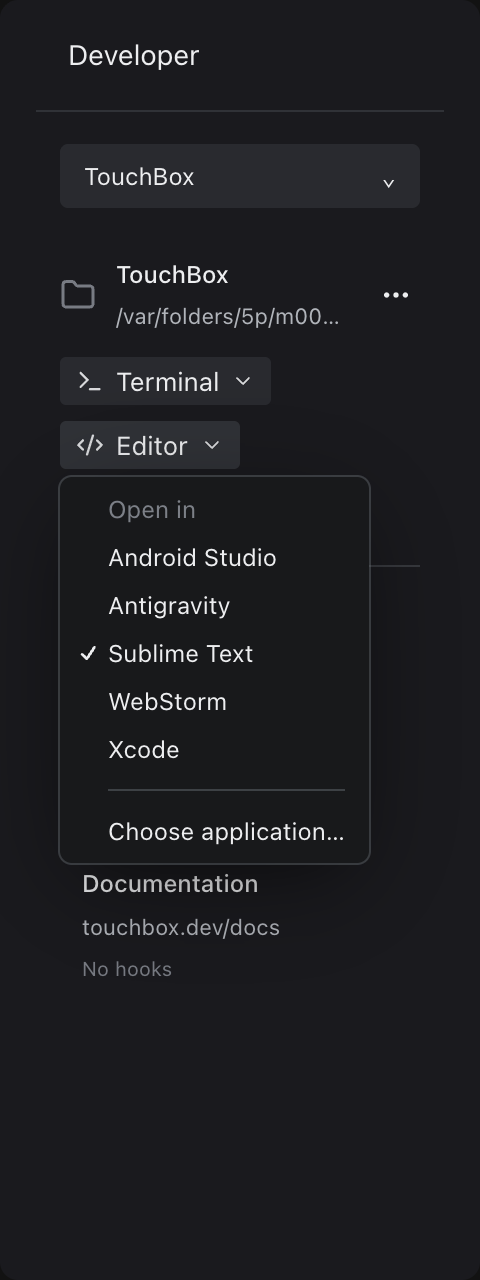 Developer
TouchBox
TouchBox
/var/folders/5p/m00...
Terminal
Editor
Open in
Android Studio
Antigravity
Sublime Text
WebStorm
Xcode
Choose application...
Documentation
touchbox.dev/docs
No hooks